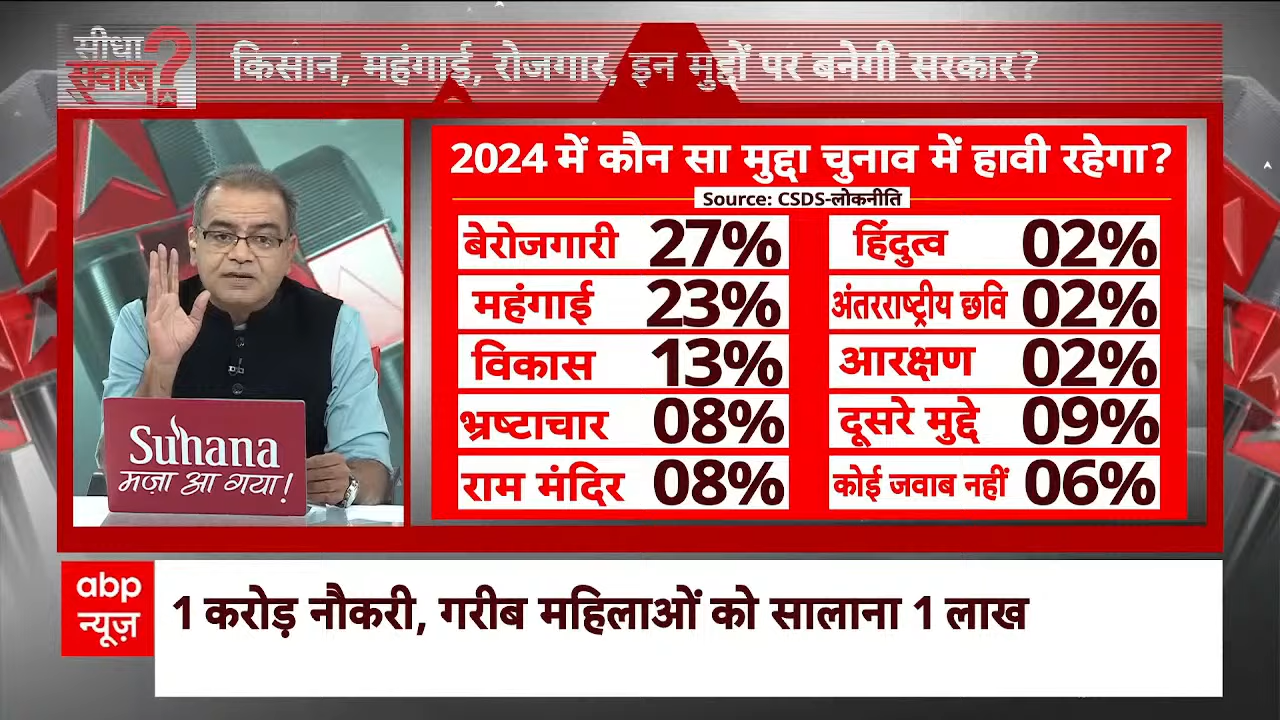 सीधा
सवाल?
किसान, महंगाई, रोजगार, इन मुद्दों पर बनेगी सरकार?
2024 में कौन सा मुद्दा चुनाव में हावी रहेगा?
Source: CSDS-लोकनीति
बेरोजगारी 27%
महंगाई 23%
विकास 13%
भ्रष्टाचार 08%
राम मंदिर 08%
हिंदुत्व 02%
अंतरराष्ट्रीय छवि 02%
आरक्षण 02%
दूसरे मुद्दे 09%
कोई जवाब नहीं 06%
Suhana
मज़ा आ गया!
abp
न्यूज़
1 करोड़ नौकरी, गरीब महिलाओं को सालाना 1 लाख